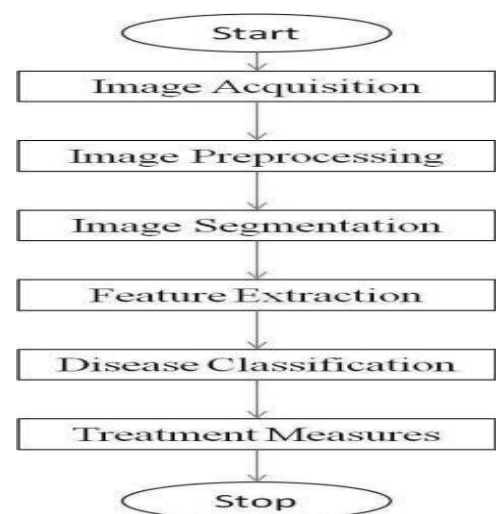 Start
Image Acquisition
Image Preprocessing
Image Segmentation
Feature Extraction
Disease Classification
Treatment Measures
Stop